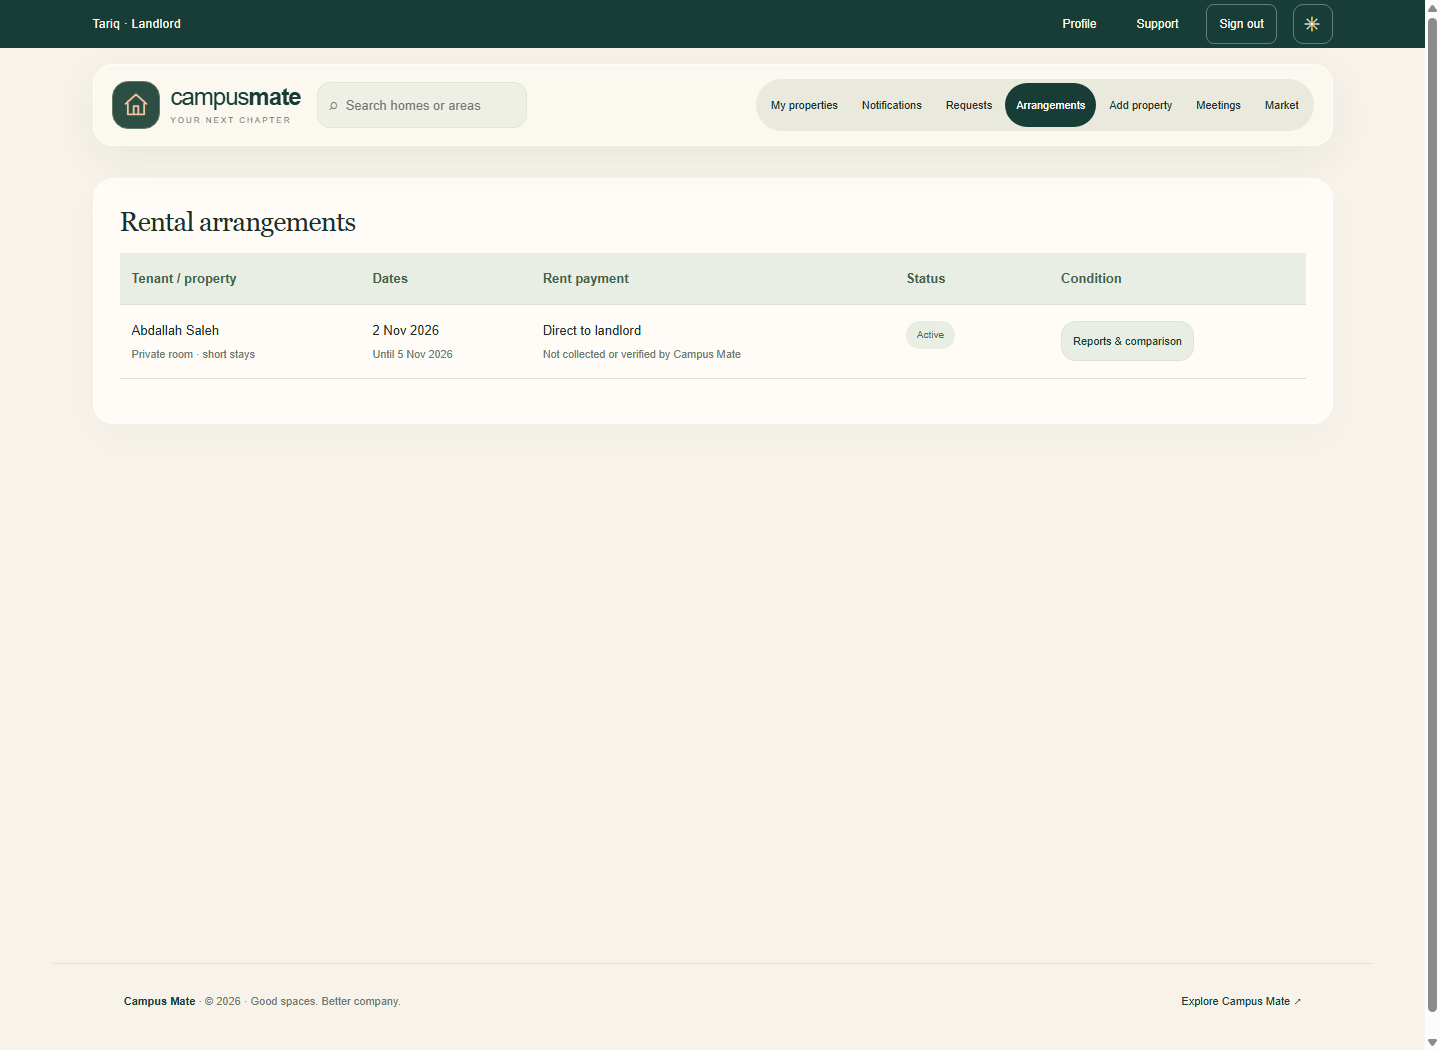 Tariq · Landlord
Profile
Support
Sign out
campusmate
YOUR NEXT CHAPTER
Search homes or areas
My properties
Notifications
Requests
Arrangements
Add property
Meetings
Market
Rental arrangements
Tenant / property
Dates
Rent payment
Status
Condition
Abdallah Saleh
2 Nov 2026
Direct to landlord
Active
Reports & comparison
Private room · short stays
Until 5 Nov 2026
Not collected or verified by Campus Mate
Campus Mate · © 2026 · Good spaces. Better company.
Explore Campus Mate ↗